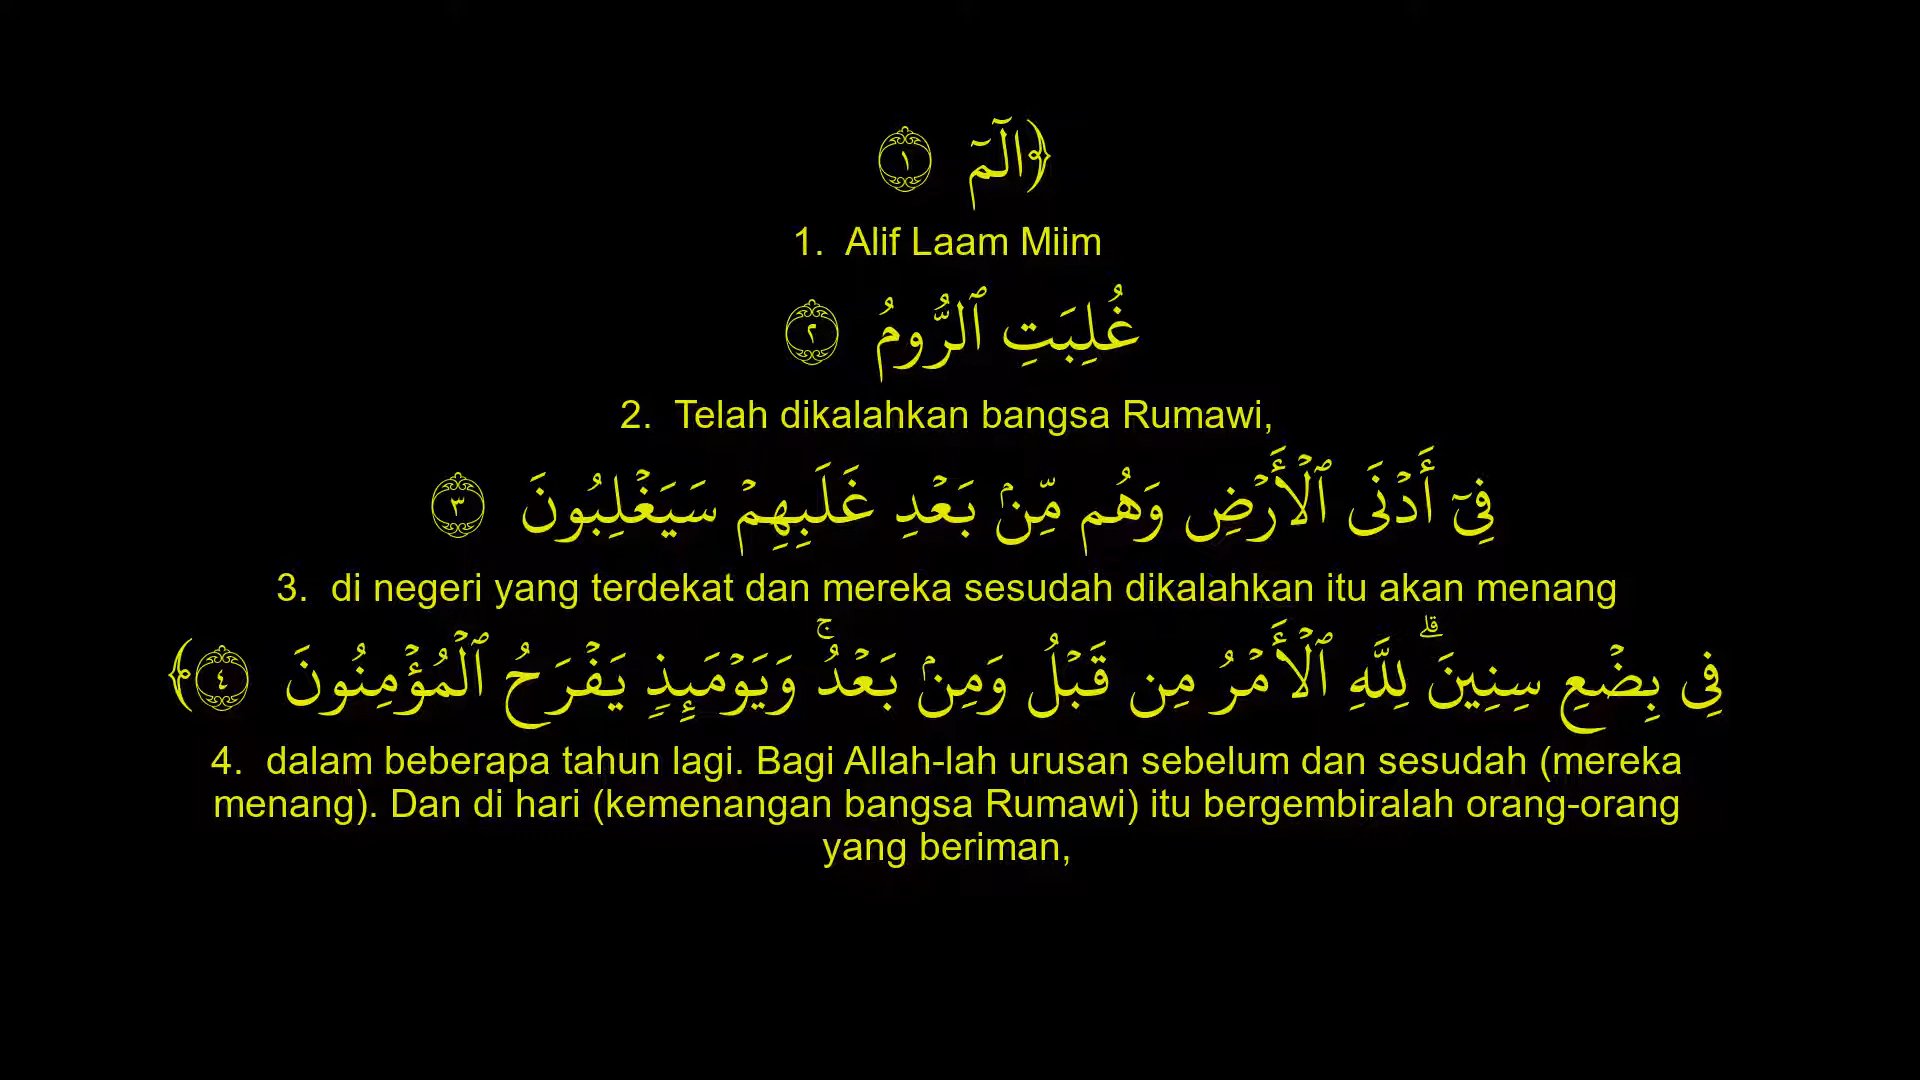 ﴿الٓمٓ ١
1. Alif Laam Miim
غُلِبَتِ ٱلرُّومُ ٢
2. Telah dikalahkan bangsa Rumawi,
فِىٓ أَدْنَى ٱلْأَرْضِ وَهُم مِّنۢ بَعْدِ غَلَبِهِمْ سَيَغْلِبُونَ ٣
3. di negeri yang terdekat dan mereka sesudah dikalahkan itu akan menang
فِى بِضْعِ سِنِينَ ۗ لِلَّهِ ٱلْأَمْرُ مِن قَبْلُ وَمِنۢ بَعْدُ ۚ وَيَوْمَئِذٍ يَفْرَحُ ٱلْمُؤْمِنُونَ ٤﴾
4. dalam beberapa tahun lagi. Bagi Allah-lah urusan sebelum dan sesudah (mereka
menang). Dan di hari (kemenangan bangsa Rumawi) itu bergembiralah orang-orang
yang beriman,